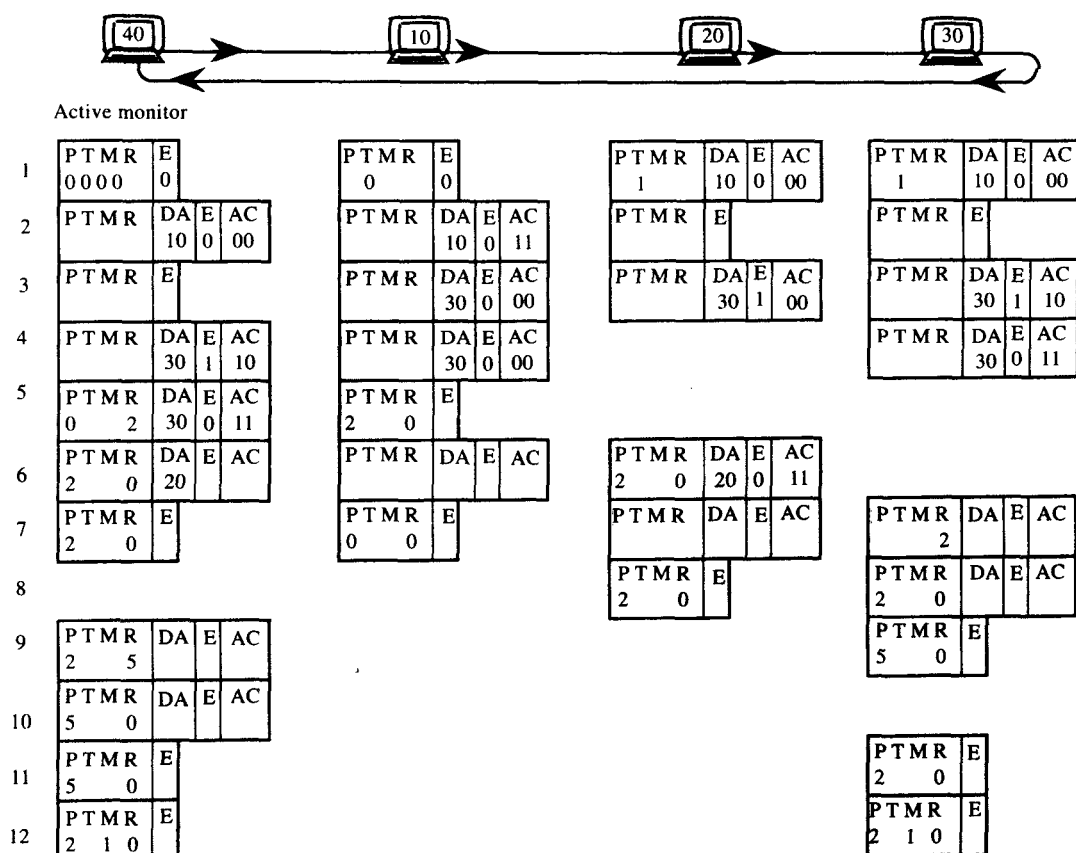 40 10 20 30
Active monitor
PTMR E PTMR E PTMR DA E AC PTMR DA E AC
1 0000 0 0 0 1 10 0 00 1 10 0 00
PTMR DA E AC PTMR DA E AC PTMR E PTMR E
2 10 0 00 10 0 11
PTMR E PTMR DA E AC PTMR DA E AC PTMR DA E AC
3 30 0 00 30 1 00 30 1 10
PTMR DA E AC PTMR DA E AC PTMR DA E AC
4 30 1 10 30 0 00 30 0 11
PTMR DA E AC PTMR E
5 0 2 30 0 11 2 0
PTMR DA E AC PTMR DA E AC PTMR DA E AC
6 2 0 20 2 0 20 0 11
PTMR E PTMR E PTMR DA E AC PTMR DA E AC
7 2 0 0 0 2
PTMR E PTMR DA E AC
8 2 0 2 0
PTMR DA E AC PTMR E
9 2 5 5 0
PTMR DA E AC
10 5 0
PTMR E PTMR E
11 5 0 2 0
PTMR E PTMR E
12 2 1 0 2 1 0